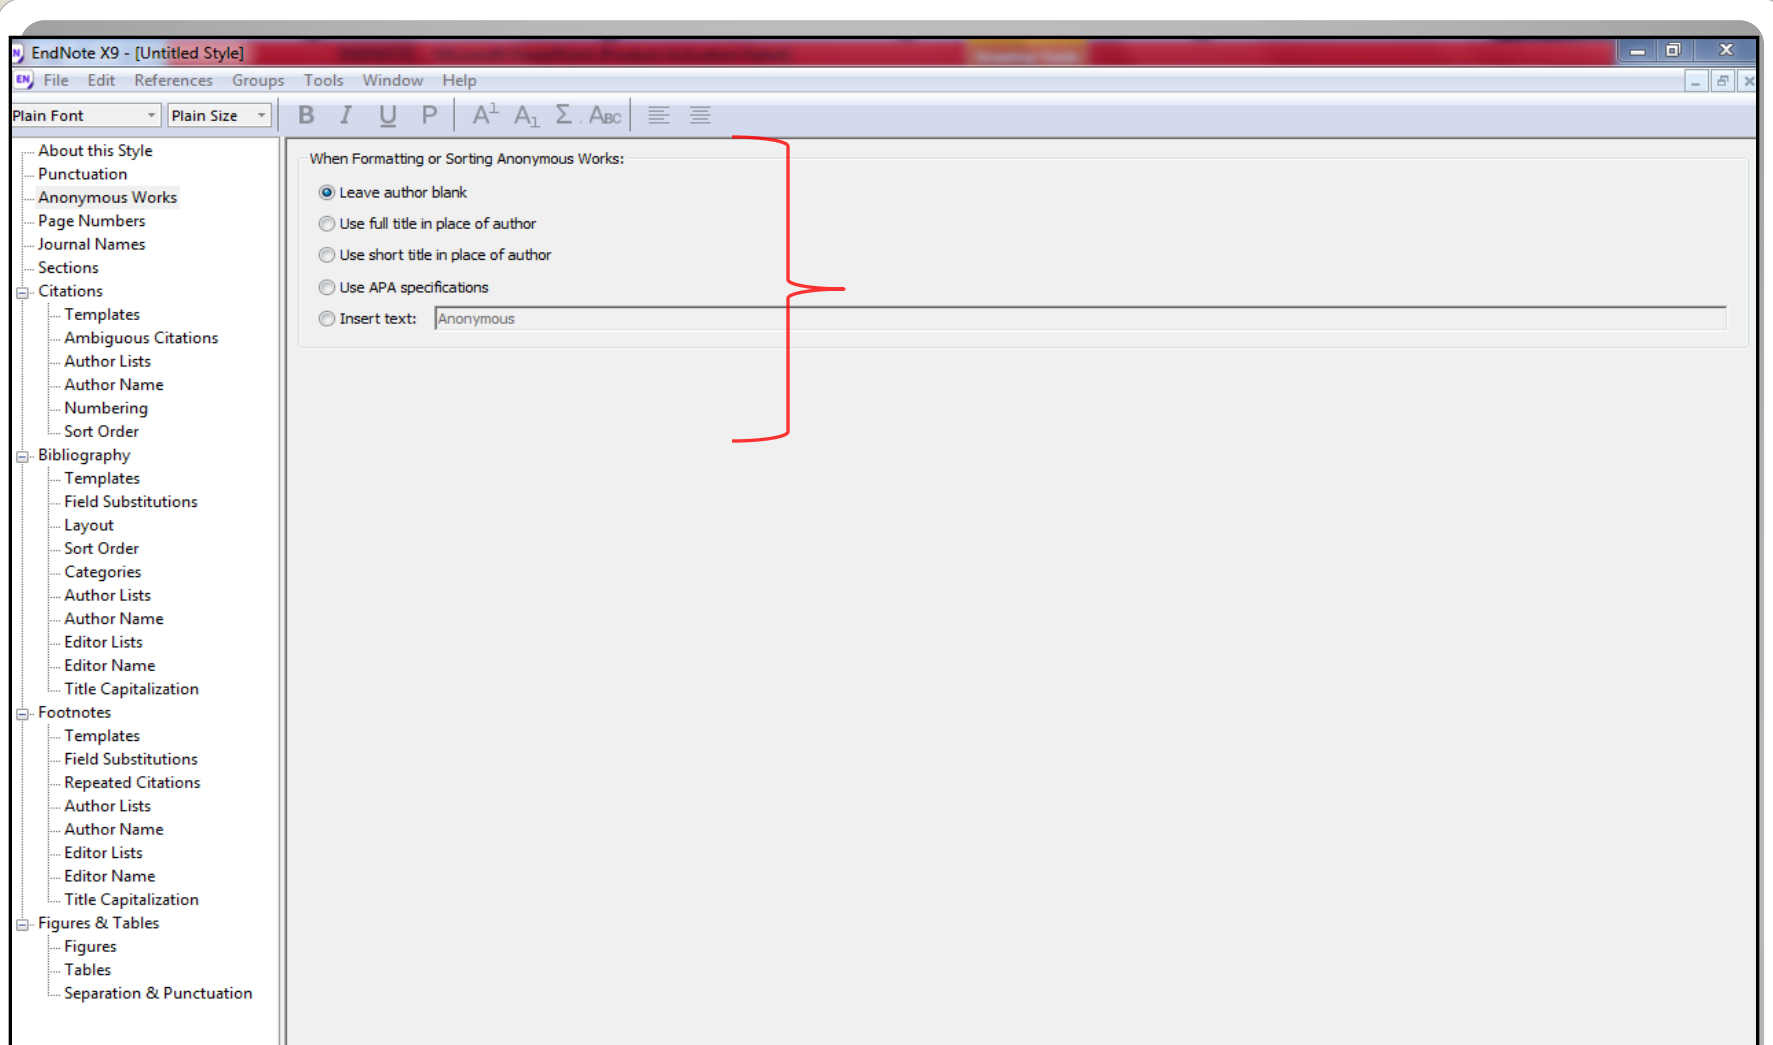 EndNote X9 - [Untitled Style]
EN File Edit References Groups Tools Window Help
Plain Font Plain Size B I U P A1 A1 Σ ABC
About this Style
Punctuation
Anonymous Works
Page Numbers
Journal Names
Sections
Citations
Templates
Ambiguous Citations
Author Lists
Author Name
Numbering
Sort Order
Bibliography
Templates
Field Substitutions
Layout
Sort Order
Categories
Author Lists
Author Name
Editor Lists
Editor Name
Title Capitalization
Footnotes
Templates
Field Substitutions
Repeated Citations
Author Lists
Author Name
Editor Lists
Editor Name
Title Capitalization
Figures & Tables
Figures
Tables
Separation & Punctuation
When Formatting or Sorting Anonymous Works:
Leave author blank
Use full title in place of author
Use short title in place of author
Use APA specifications
Insert text: Anonymous